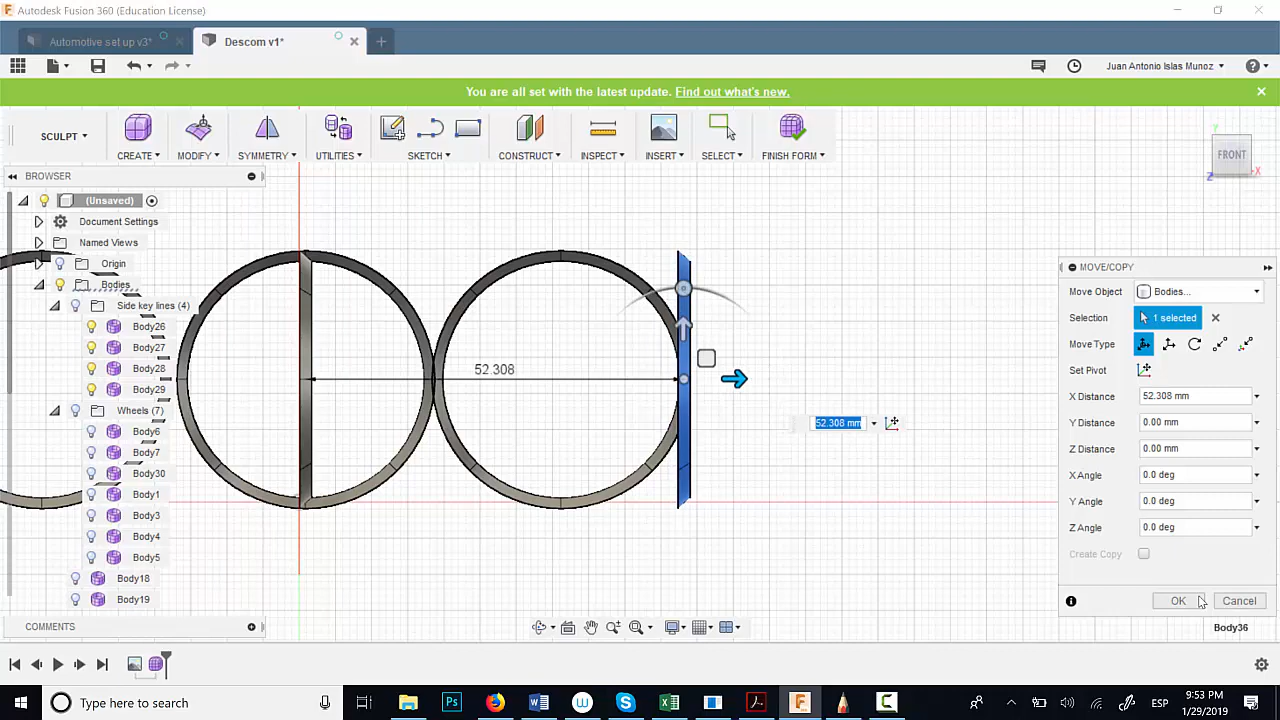 Autodesk Fusion 360 (Education License)
Automotive set up v3*
Descom v1*
Juan Antonio Islas Munoz
You are all set with the latest update. Find out what's new.
SCULPT
CREATE
MODIFY
SYMMETRY
UTILITIES
SKETCH
CONSTRUCT
INSPECT
INSERT
SELECT
FINISH FORM
BROWSER
(Unsaved)
Document Settings
Named Views
Origin
Bodies
Side key lines (4)
Body26
Body27
Body28
Body29
Wheels (7)
Body6
Body7
Body30
Body1
Body3
Body4
Body5
Body18
Body19
COMMENTS
52.308
52.308 mm
Y
FRONT
X
Z
MOVE/COPY
Move Object Bodies...
Selection 1 selected
Move Type
Set Pivot
X Distance 52.308 mm
Y Distance 0.00 mm
Z Distance 0.00 mm
X Angle 0.0 deg
Y Angle 0.0 deg
Z Angle 0.0 deg
Create Copy
OK Cancel
Body36
Type here to search
ESP
9:53 PM
1/29/2019